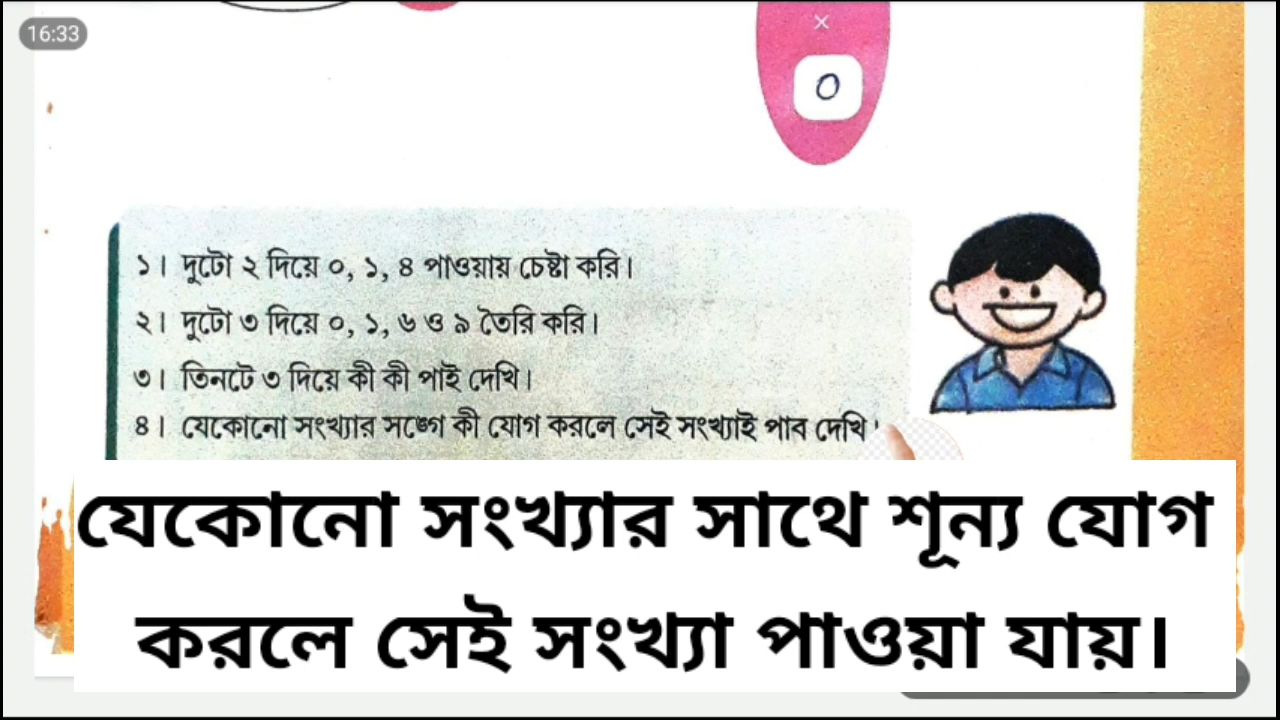 16:33
×
0
১। দুটো ২ দিয়ে ০, ১, ৪ পাওয়ায় চেষ্টা করি।
২। দুটো ৩ দিয়ে ০, ১, ৬ ও ৯ তৈরি করি।
৩। তিনটে ৩ দিয়ে কী কী পাই দেখি।
৪। যেকোনো সংখ্যার সঙ্গে কী যোগ করলে সেই সংখ্যাই পাব দেখি।
যেকোনো সংখ্যার সাথে শূন্য যোগ
করলে সেই সংখ্যা পাওয়া যায়।